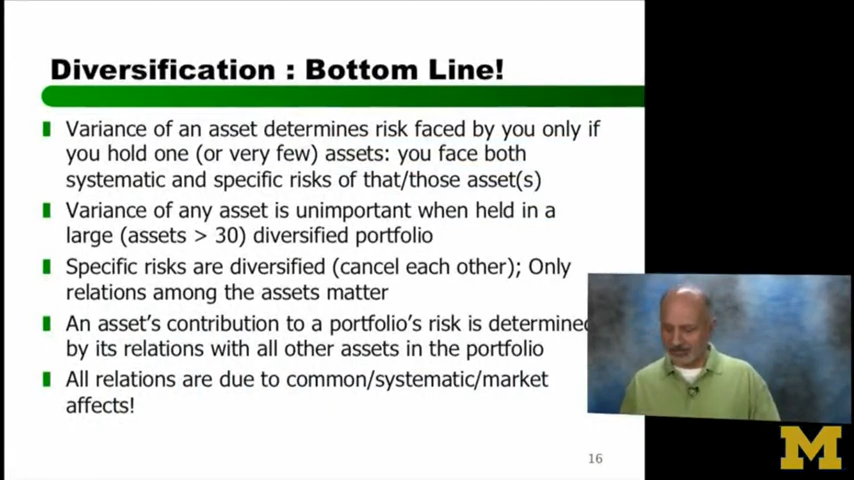 Diversification : Bottom Line!
Variance of an asset determines risk faced by you only if
you hold one (or very few) assets: you face both
systematic and specific risks of that/those asset(s)
Variance of any asset is unimportant when held in a
large (assets > 30) diversified portfolio
Specific risks are diversified (cancel each other); Only
relations among the assets matter
An asset's contribution to a portfolio's risk is determined
by its relations with all other assets in the portfolio
All relations are due to common/systematic/market
affects!
16
M